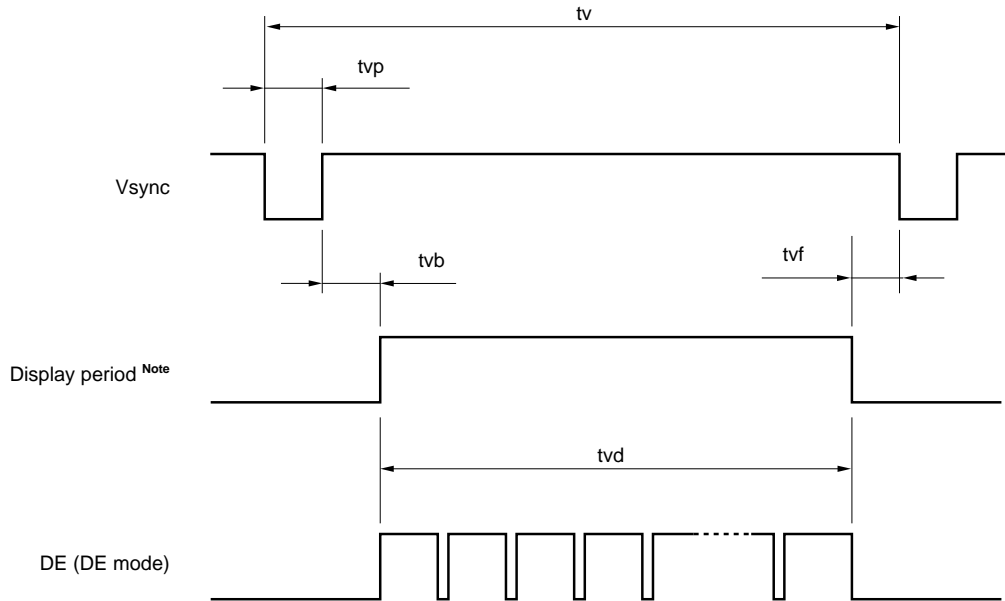 tv
tvp
Vsync
tvb
tvf
Display period Note
tvd
DE (DE mode)